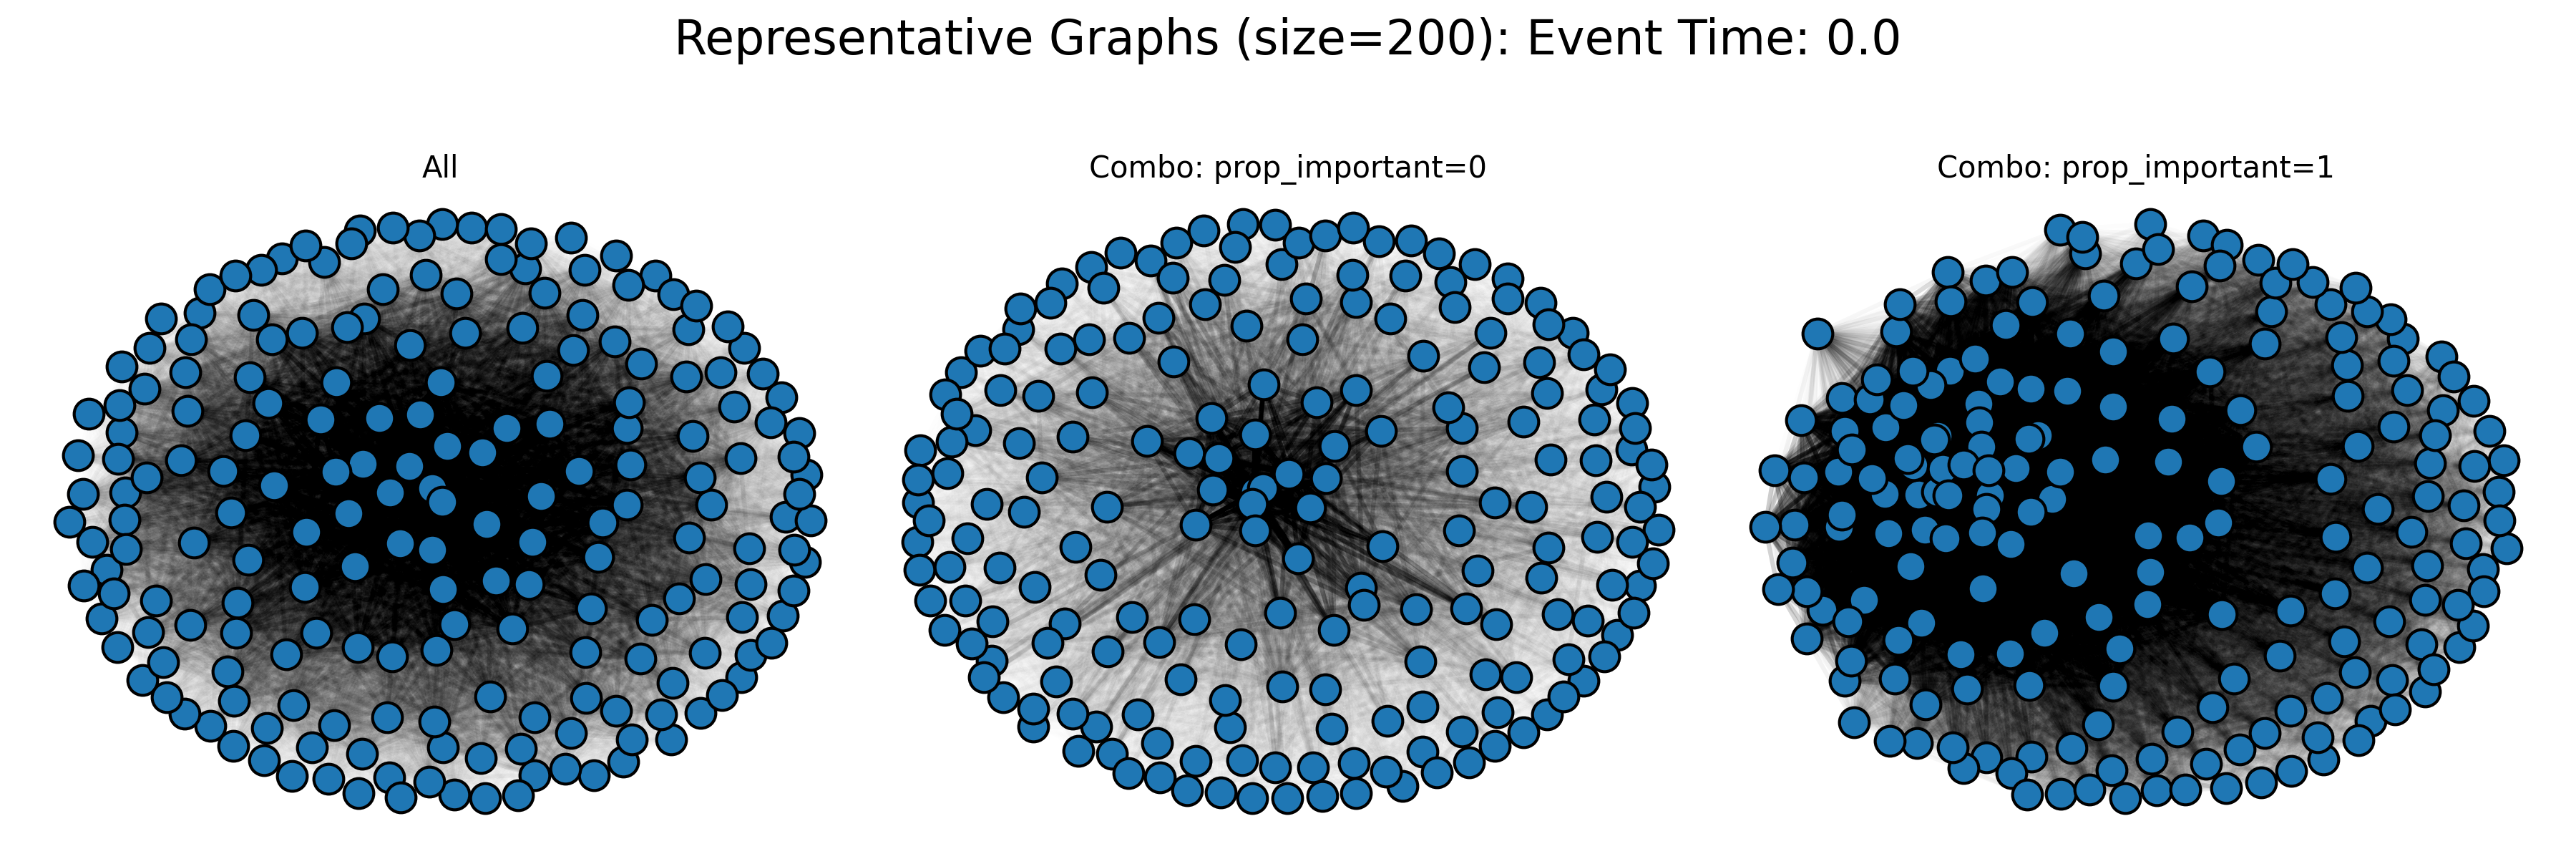 Representative Graphs (size=200): Event Time: 0.0
All
Combo: prop_important=0
Combo: prop_important=1